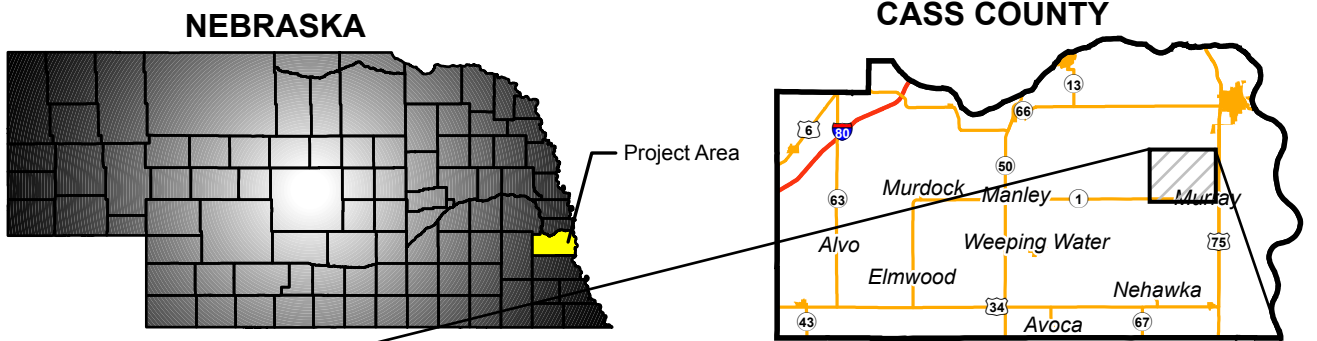 NEBRASKA
Project Area
CASS COUNTY
13
66
6
80
50
Murdock
Manley
1
Murray
63
Alvo
Weeping Water
75
Elmwood
Nehawka
34
43
Avoca
67